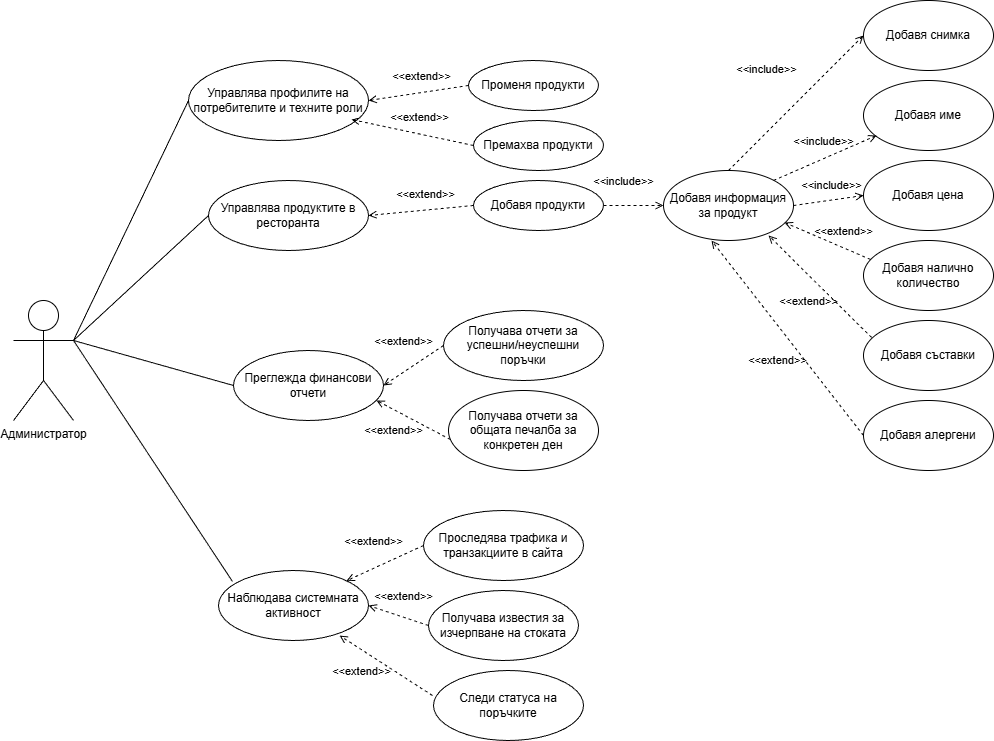 Добавя снимка
<<include>>
Управлява профилите на
потребителите и техните роли
<<extend>>
Променя продукти
Добавя име
<<extend>>
Премахва продукти
<<include>>
Управлява продуктите в
ресторанта
<<extend>>
Добавя продукти
<<include>>
Добавя информация
за продукт
<<include>>
Добавя цена
<<extend>>
Добавя налично
количество
<<extend>>
Добавя съставки
<<extend>>
Добавя алергени
Администратор
Преглежда финансови
отчети
<<extend>>
Получава отчети за
успешни/неуспешни
поръчки
<<extend>>
Получава отчети за
общата печалба за
конкретен ден
Наблюдава системната
активност
<<extend>>
Проследява трафика и
транзакциите в сайта
<<extend>>
Получава известия за
изчерпване на стоката
<<extend>>
Следи статуса на
поръчките